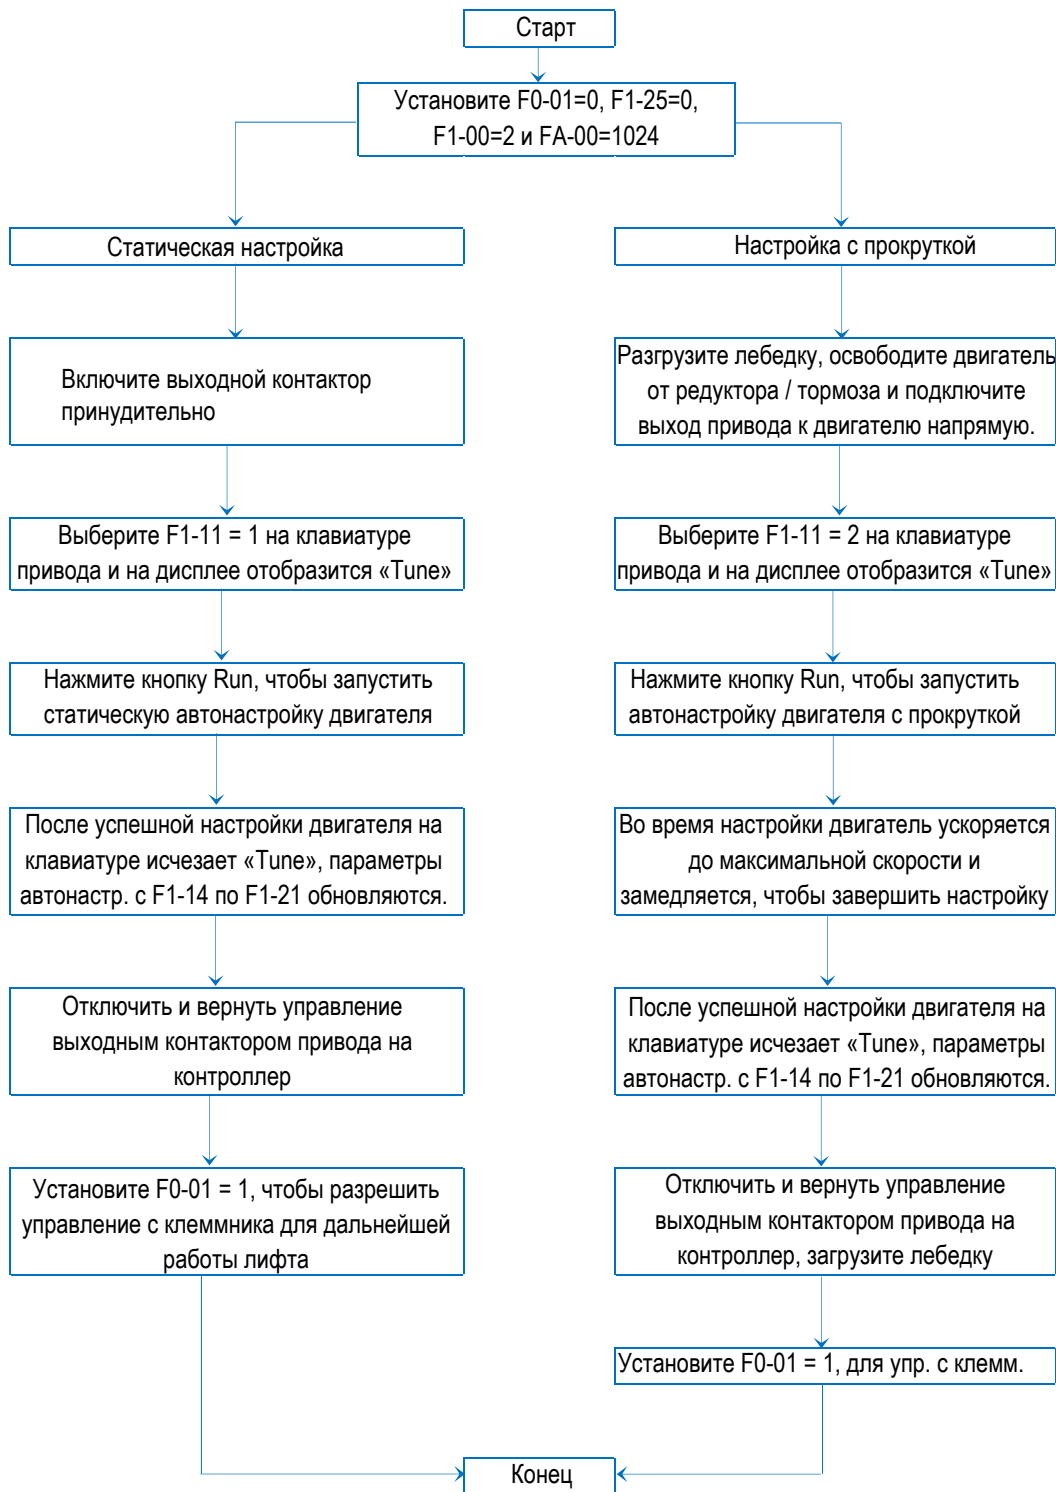 Старт
Установите F0-01=0, F1-25=0,
F1-00=2 и FA-00=1024
Статическая настройка
Включите выходной контактор
принудительно
Выберите F1-11 = 1 на клавиатуре
привода и на дисплее отобразится «Tune»
Нажмите кнопку Run, чтобы запустить
статическую автонастройку двигателя
После успешной настройки двигателя на
клавиатуре исчезает «Tune», параметры
автонастр. с F1-14 по F1-21 обновляются.
Отключить и вернуть управление
выходным контактором привода на
контроллер
Установите F0-01 = 1, чтобы разрешить
управление с клеммника для дальнейшей
работы лифта
Настройка с прокруткой
Разгрузите лебедку, освободите двигатель
от редуктора / тормоза и подключите
выход привода к двигателю напрямую.
Выберите F1-11 = 2 на клавиатуре
привода и на дисплее отобразится «Tune»
Нажмите кнопку Run, чтобы запустить
автонастройку двигателя с прокруткой
Во время настройки двигатель ускоряется
до максимальной скорости и
замедляется, чтобы завершить настройку
После успешной настройки двигателя на
клавиатуре исчезает «Tune», параметры
автонастр. с F1-14 по F1-21 обновляются.
Отключить и вернуть управление
выходным контактором привода на
контроллер, загрузите лебедку
Установите F0-01 = 1, для упр. с клемм.
Конец